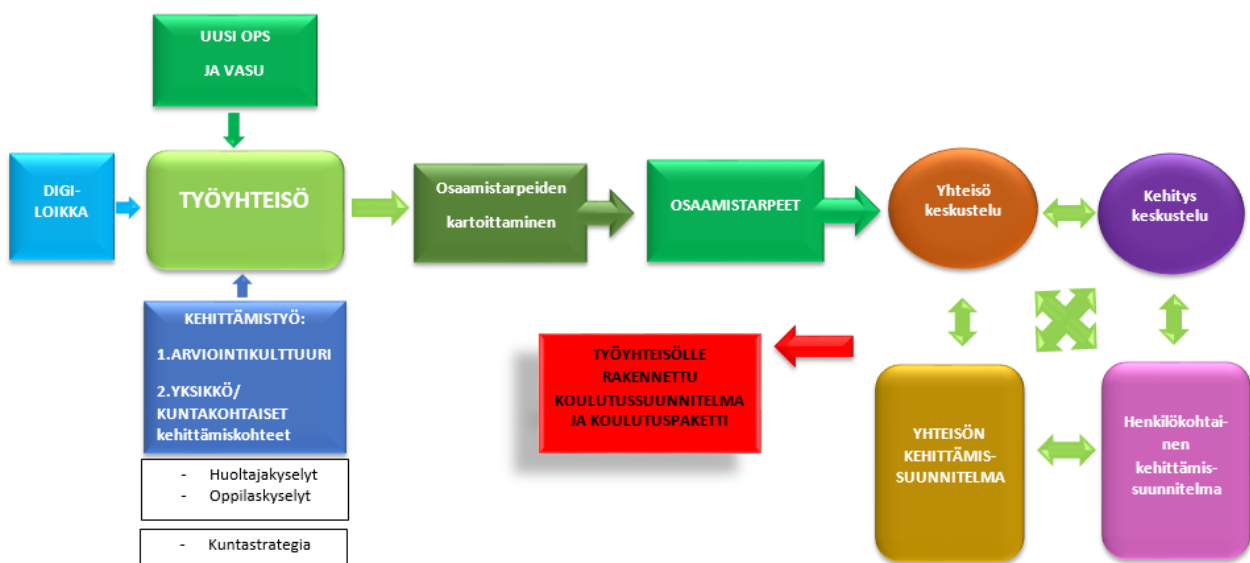 UUSI OPS
JA VASU
DIGI-
LOIKKA
TYÖYHTEISÖ
Osaamistarpeiden
kartoittaminen
OSAAMISTARPEET
Yhteisö
keskustelu
Kehitys
keskustelu
KEHITTÄMISTYÖ:
1.ARVIOINTIKULTTUURI
2.YKSIKKÖ/
KUNTAKOHTAISET
kehittämiskohteet
- Huoltajakyselyt
- Oppilaskyselyt
- Kuntastrategia
TYÖYHTEISÖLLE
RAKENNETTU
KOULUTUSSUUNNITELMA
JA KOULUTUSPAKETTI
YHTEISÖN
KEHITTÄMIS-
SUUNNITELMA
Henkilökohtai-
nen
kehittämis-
suunnitelma